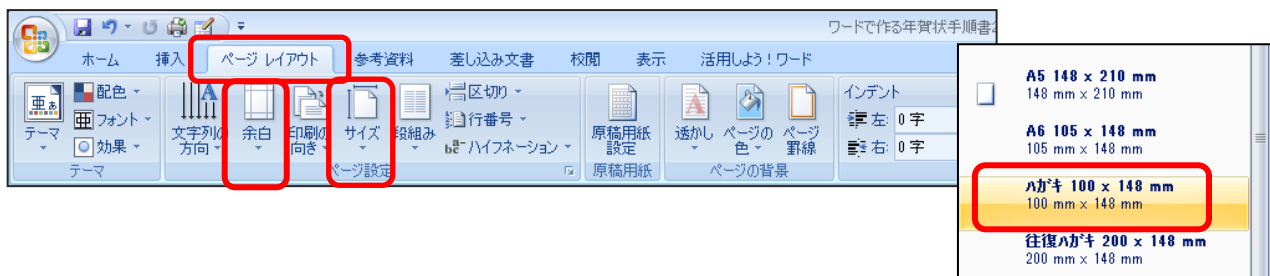 ワードで作る年賀状手順書2
ホーム 挿入 ページ レイアウト 参考資料 差し込み文書 校閲 表示 活用しよう！ワード
亜あ
テーマ
配色
亜 フォント
効果
テーマ
A
文字列の
方向
余白
印刷の
向き
サイズ
段組み
区切り
行番号
bc ハイフネーション
ページ設定
原稿用紙
設定
原稿用紙
A
透かし
ページの
色
ページ
罫線
ページの背景
インデント
左: 0 字
右: 0 字
A5 148 x 210 mm
148 mm x 210 mm
A6 105 x 148 mm
105 mm x 148 mm
ハガキ 100 x 148 mm
100 mm x 148 mm
往復ハガキ 200 x 148 mm
200 mm x 148 mm